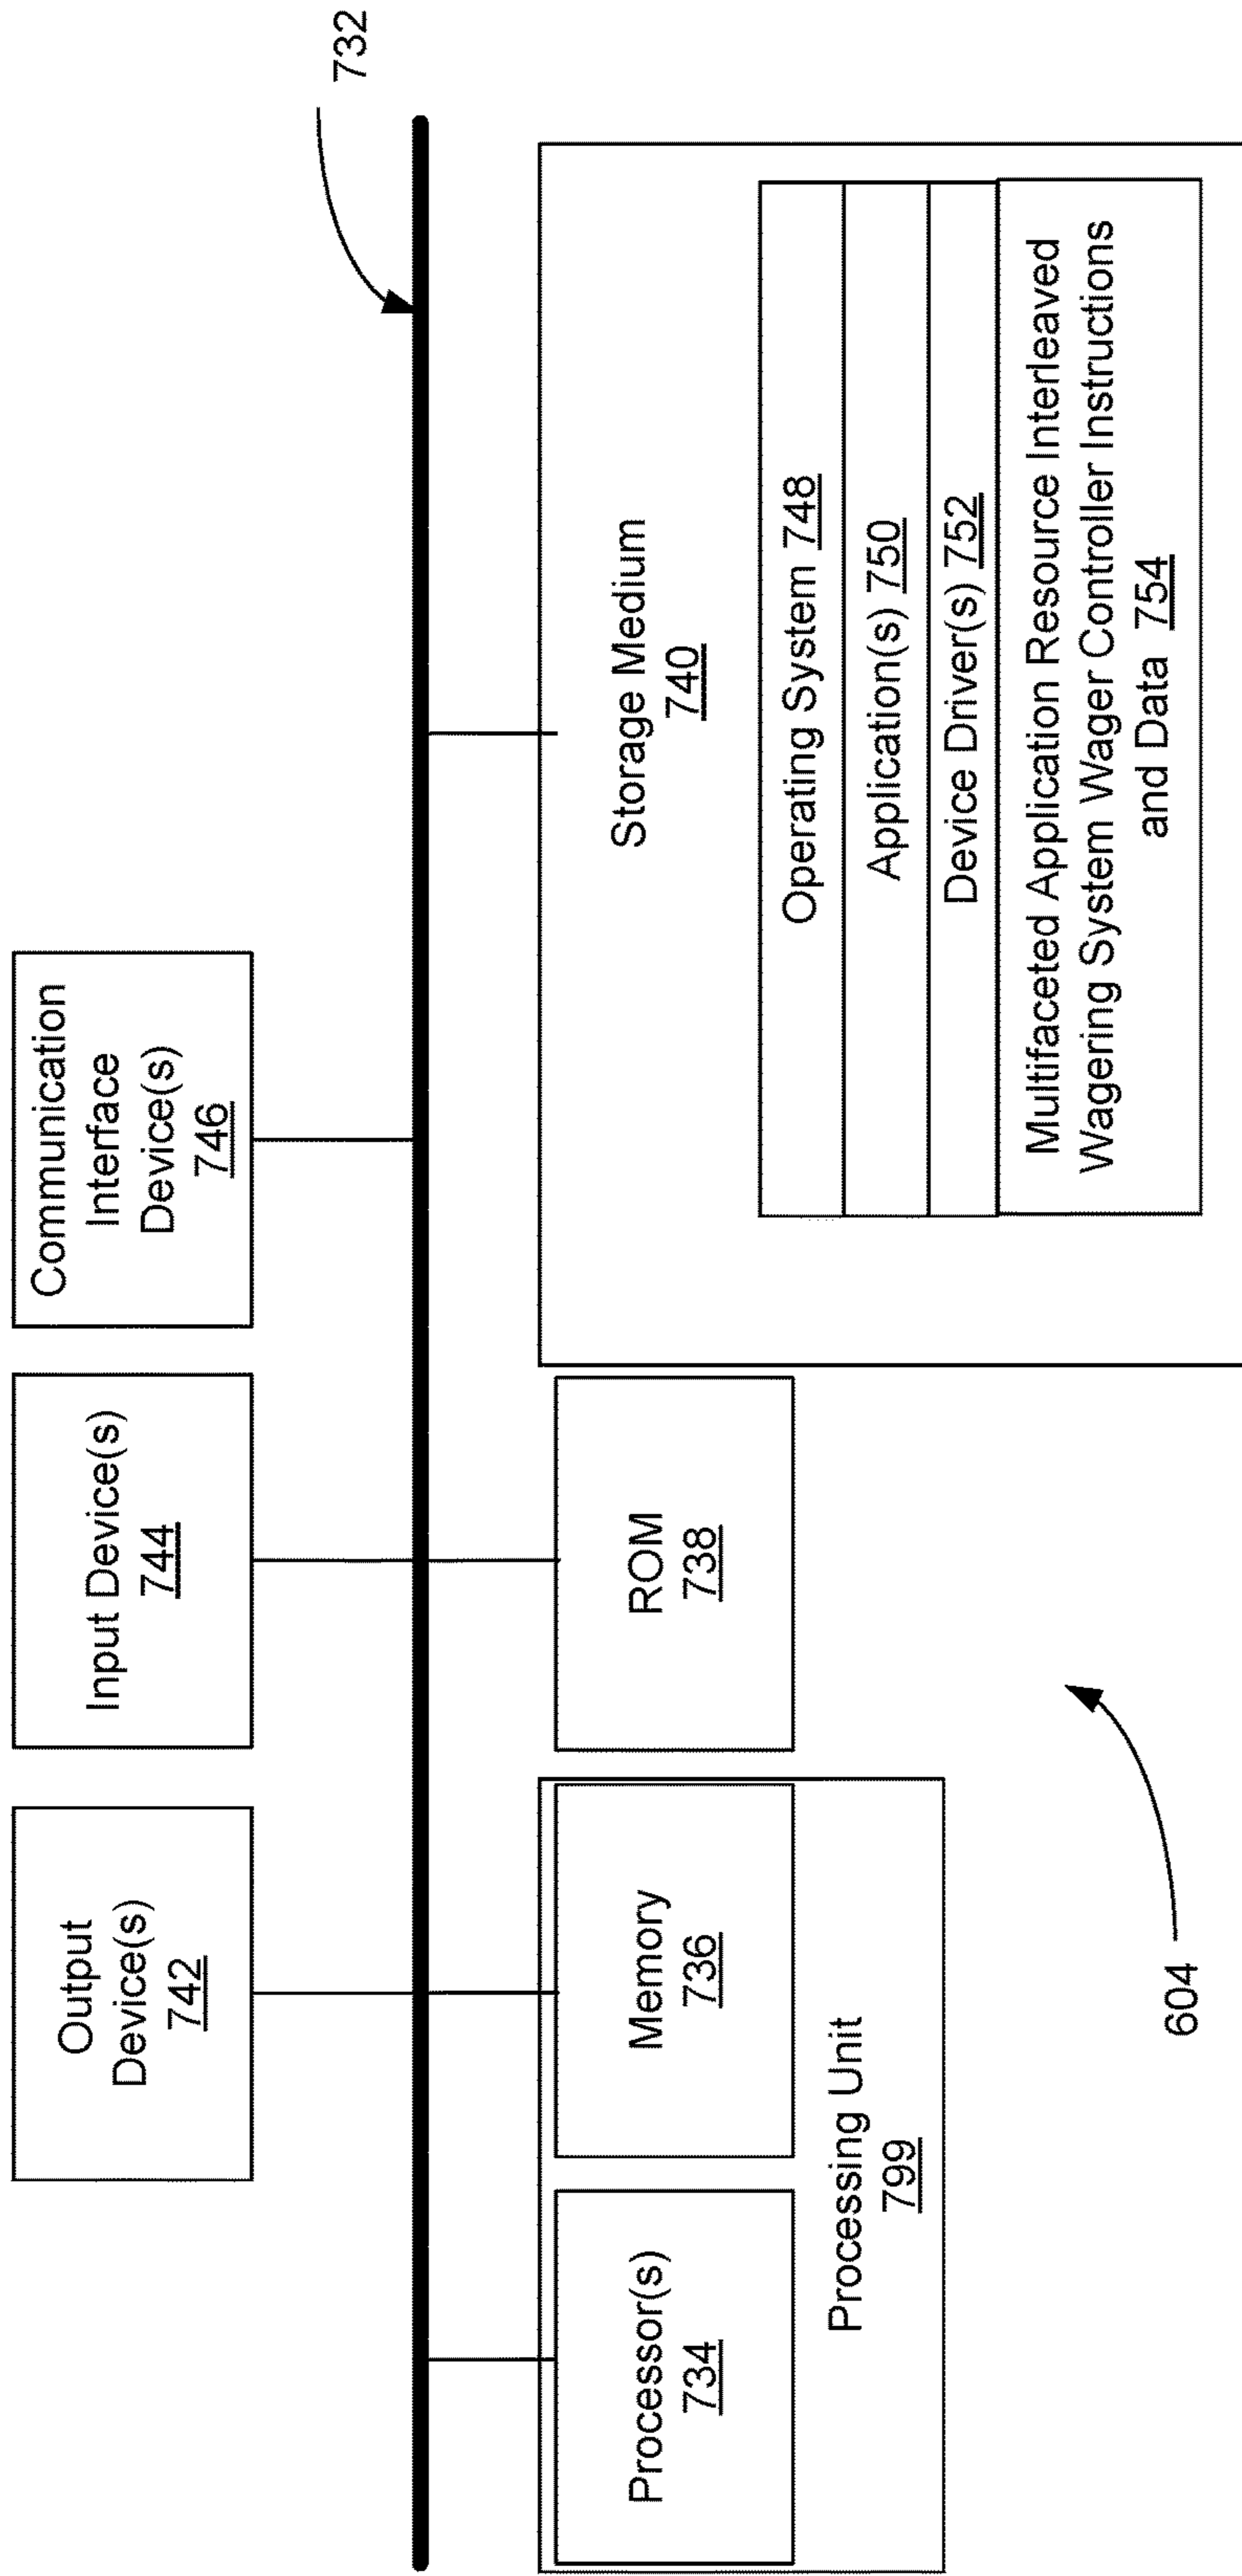 732
Output
Device(s)
742
Input Device(s)
744
Communication
Interface
Device(s)
746
Processor(s)
734
Memory
736
Processing Unit
799
ROM
738
Storage Medium
740
Operating System 748
Application(s) 750
Device Driver(s) 752
Multifaceted Application Resource Interleaved
Wagering System Wager Controller Instructions
and Data 754
604